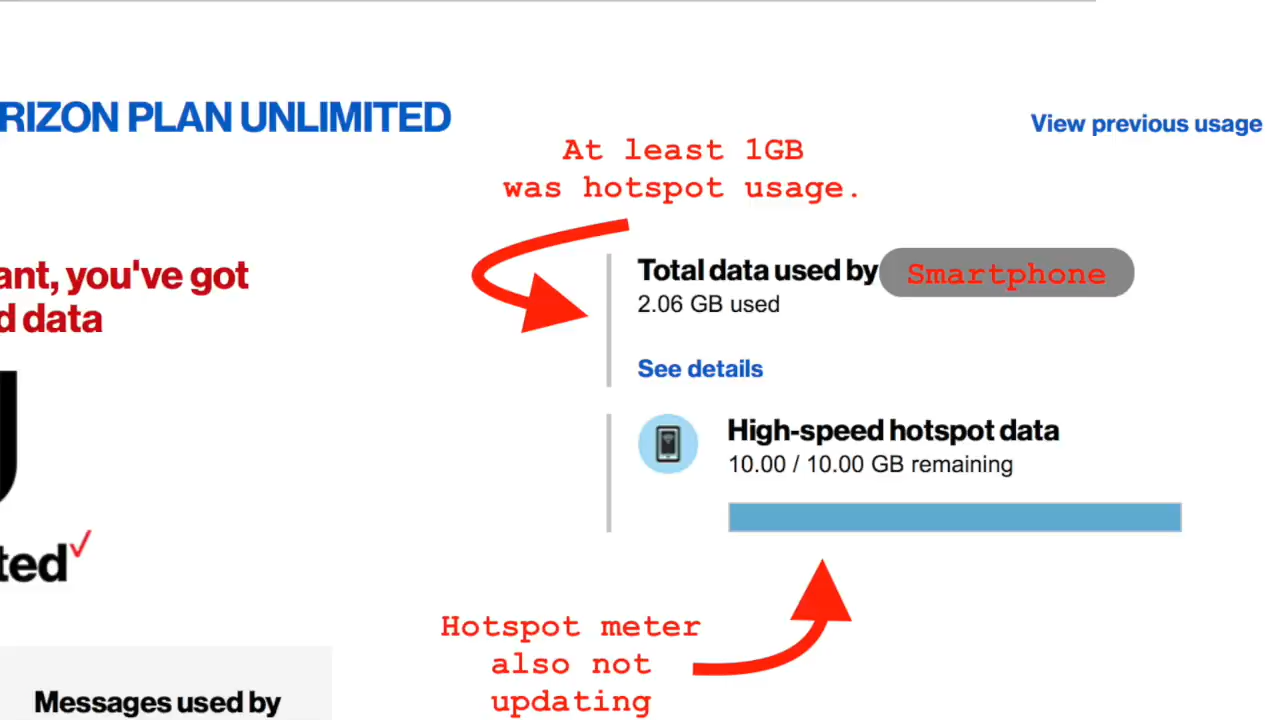 RIZON PLAN UNLIMITED
View previous usage
At least 1GB
was hotspot usage.
ant, you've got
d data
Total data used by Smartphone
2.06 GB used
See details
High-speed hotspot data
10.00 / 10.00 GB remaining
ted
Hotspot meter
also not
updating
Messages used by